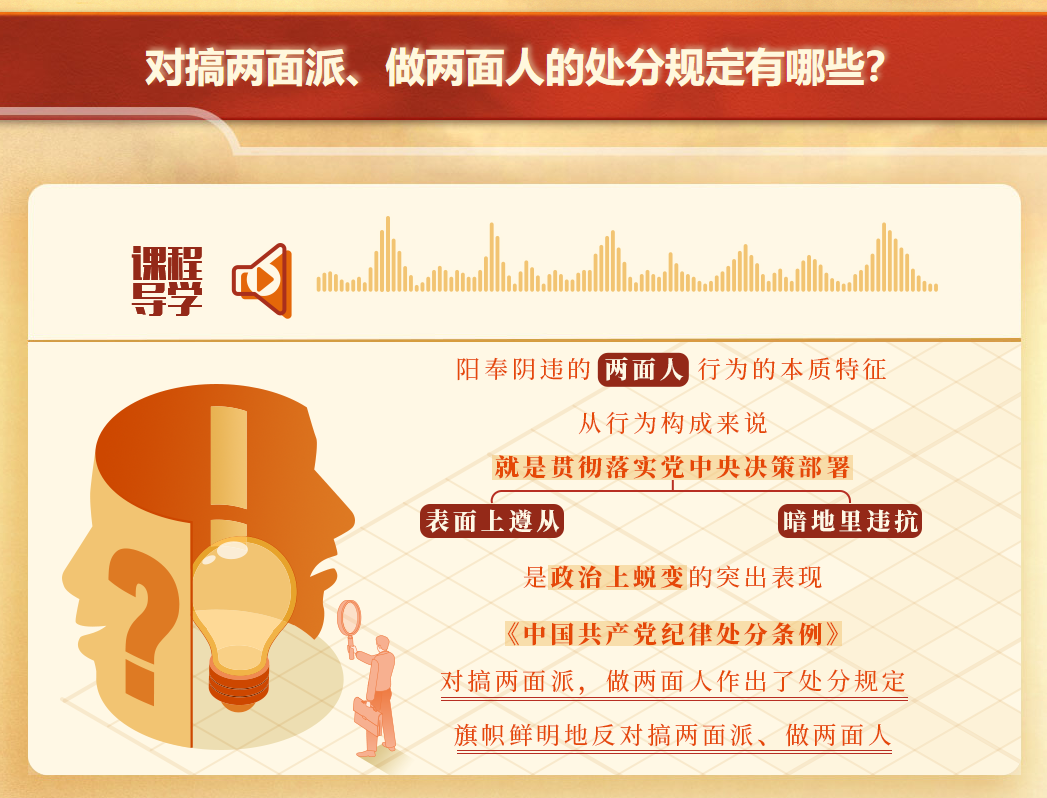 对搞两面派、做两面人的处分规定有哪些?
课程
导学
阳奉阴违的 两面人 行为的本质特征
从行为构成来说
就是贯彻落实党中央决策部署
表面上遵从 暗地里违抗
是政治上蜕变的突出表现
《中国共产党纪律处分条例》
对搞两面派，做两面人作出了处分规定
旗帜鲜明地反对搞两面派、做两面人